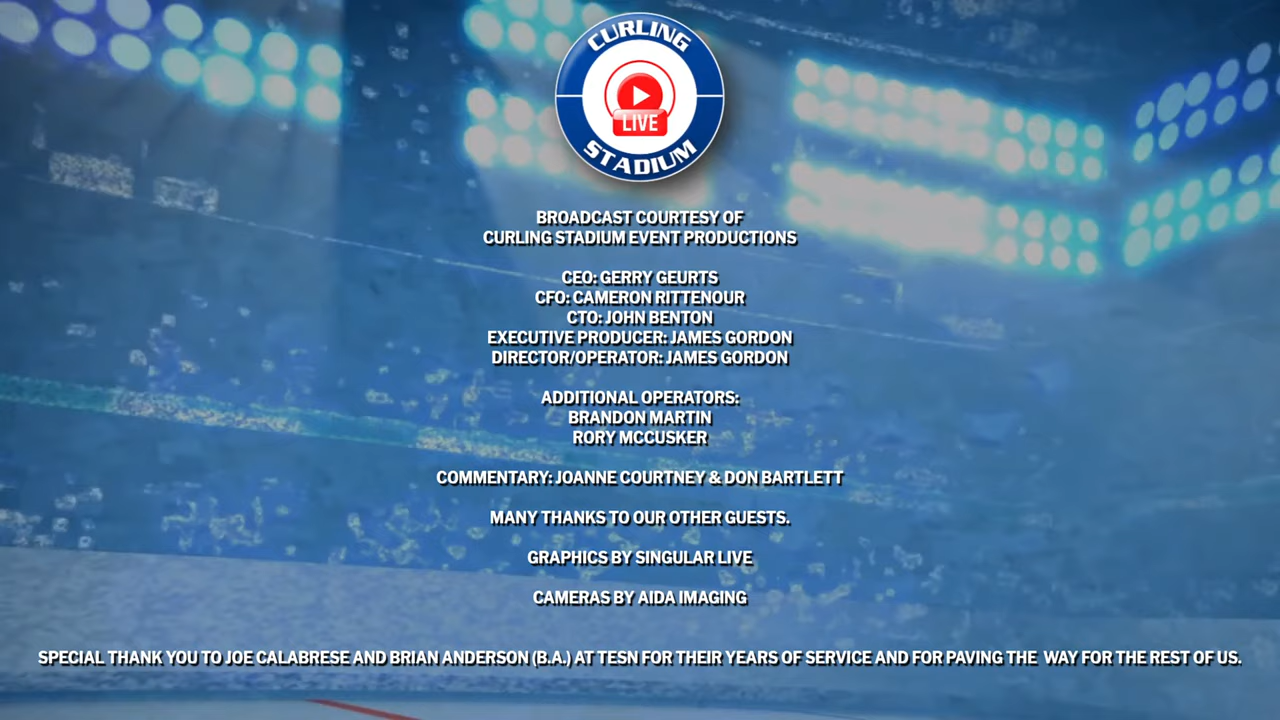 CURLING
LIVE
STADIUM
BROADCAST COURTESY OF
CURLING STADIUM EVENT PRODUCTIONS
CEO: GERRY GEURTS
CFO: CAMERON RITTENOUR
CTO: JOHN BENTON
EXECUTIVE PRODUCER: JAMES GORDON
DIRECTOR/OPERATOR: JAMES GORDON
ADDITIONAL OPERATORS:
BRANDON MARTIN
RORY MCCUSKER
COMMENTARY: JOANNE COURTNEY & DON BARTLETT
MANY THANKS TO OUR OTHER GUESTS.
GRAPHICS BY SINGULAR LIVE
CAMERAS BY AIDA IMAGING
SPECIAL THANK YOU TO JOE CALABRESE AND BRIAN ANDERSON (B.A.) AT TESN FOR THEIR YEARS OF SERVICE AND FOR PAVING THE WAY FOR THE REST OF US.